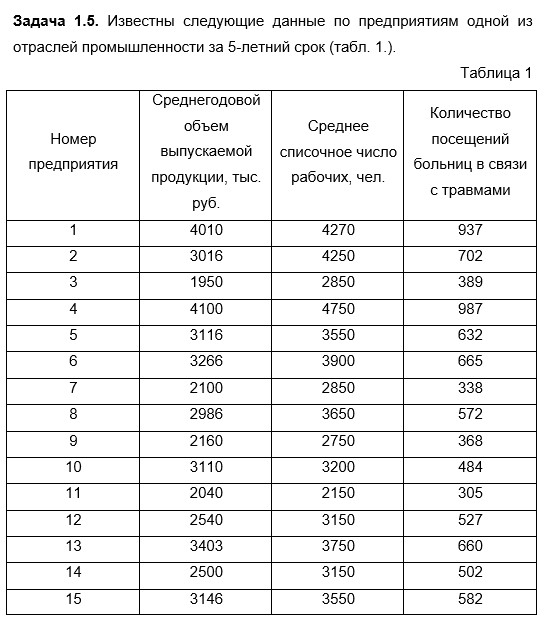 Задача 1.5. Известны следующие данные по предприятиям одной из
отраслей промышленности за 5-летний срок (табл. 1.).
Таблица 1
Номер
предприятия
Среднегодовой
объем
выпускаемой
продукции, тыс.
руб.
Среднее
списочное число
рабочих, чел.
Количество
посещений
больниц в связи
с травмами
1 4010 4270 937
2 3016 4250 702
3 1950 2850 389
4 4100 4750 987
5 3116 3550 632
6 3266 3900 665
7 2100 2850 338
8 2986 3650 572
9 2160 2750 368
10 3110 3200 484
11 2040 2150 305
12 2540 3150 527
13 3403 3750 660
14 2500 3150 502
15 3146 3550 582